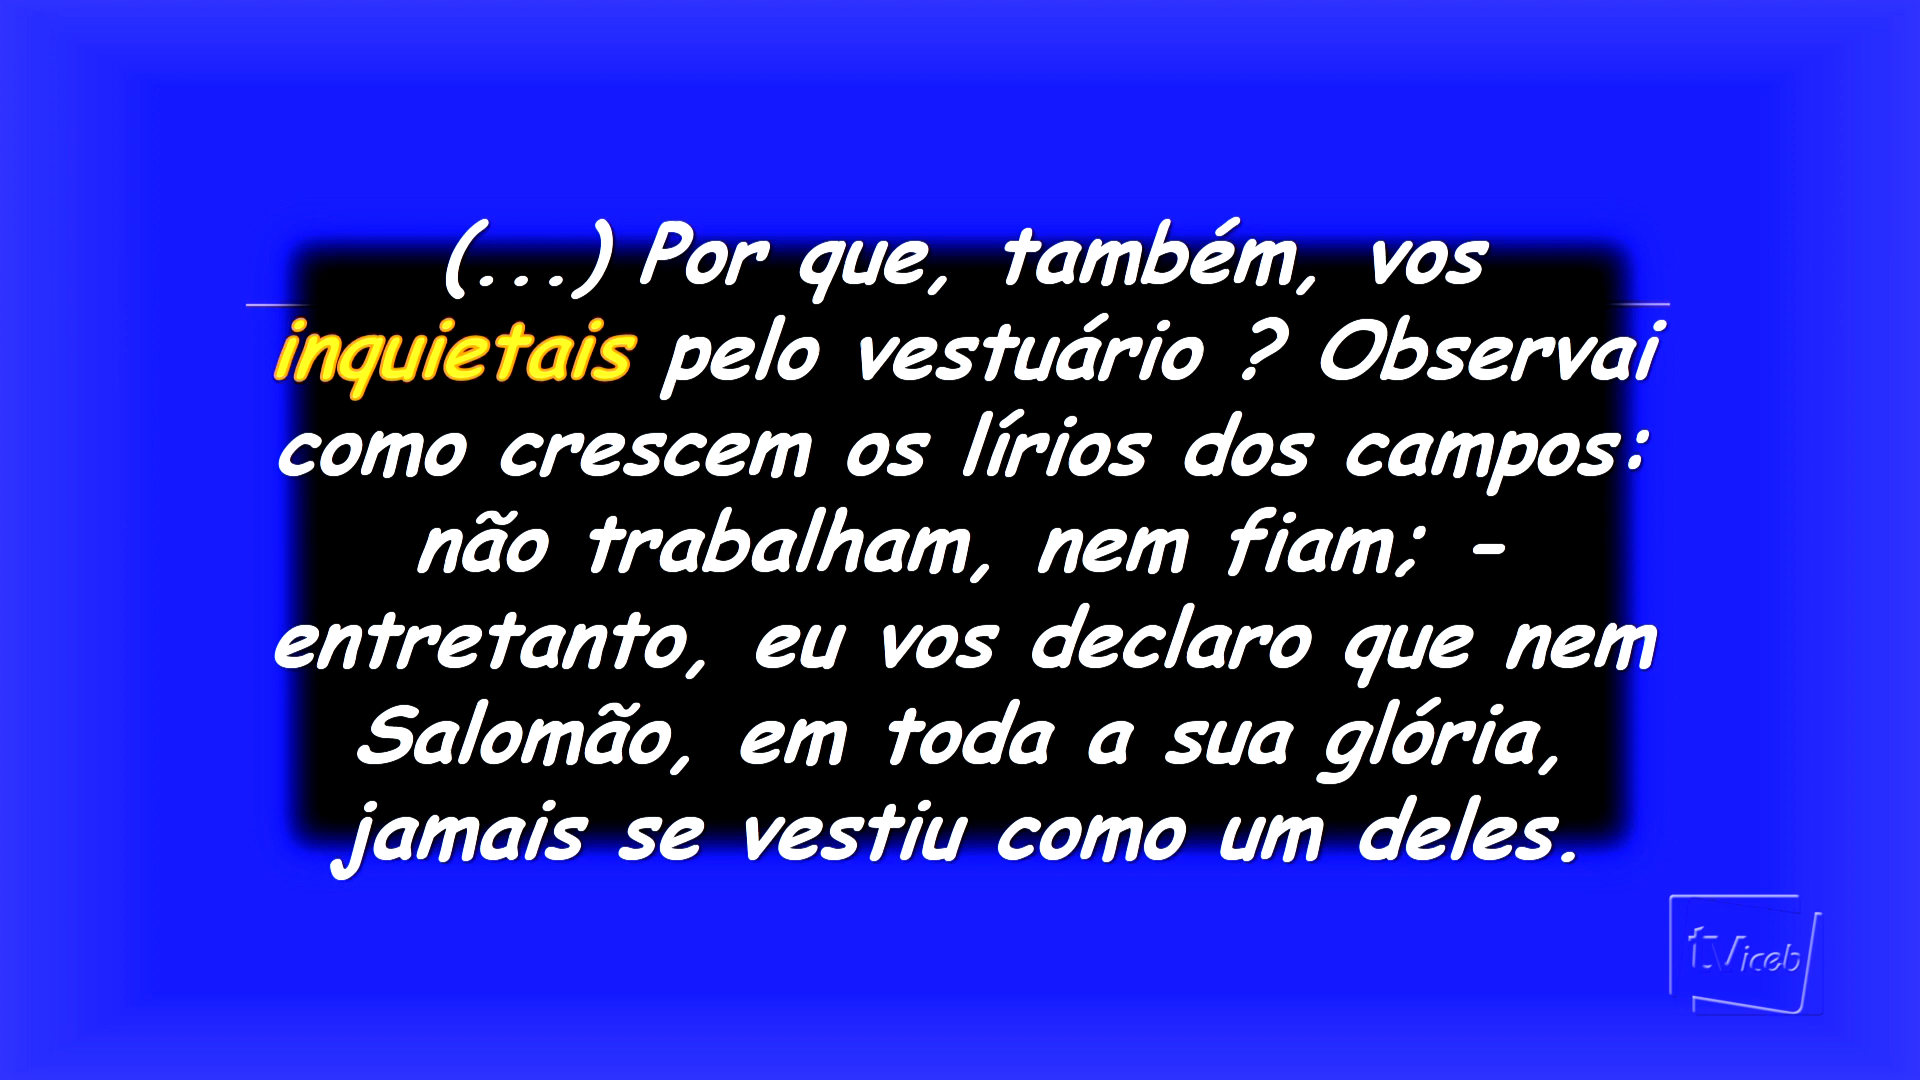 (...) Por que, também, vos
inquietais pelo vestuário ? Observai
como crescem os lírios dos campos:
não trabalham, nem fiam; -
entretanto, eu vos declaro que nem
Salomão, em toda a sua glória,
jamais se vestiu como um deles.
tviceb